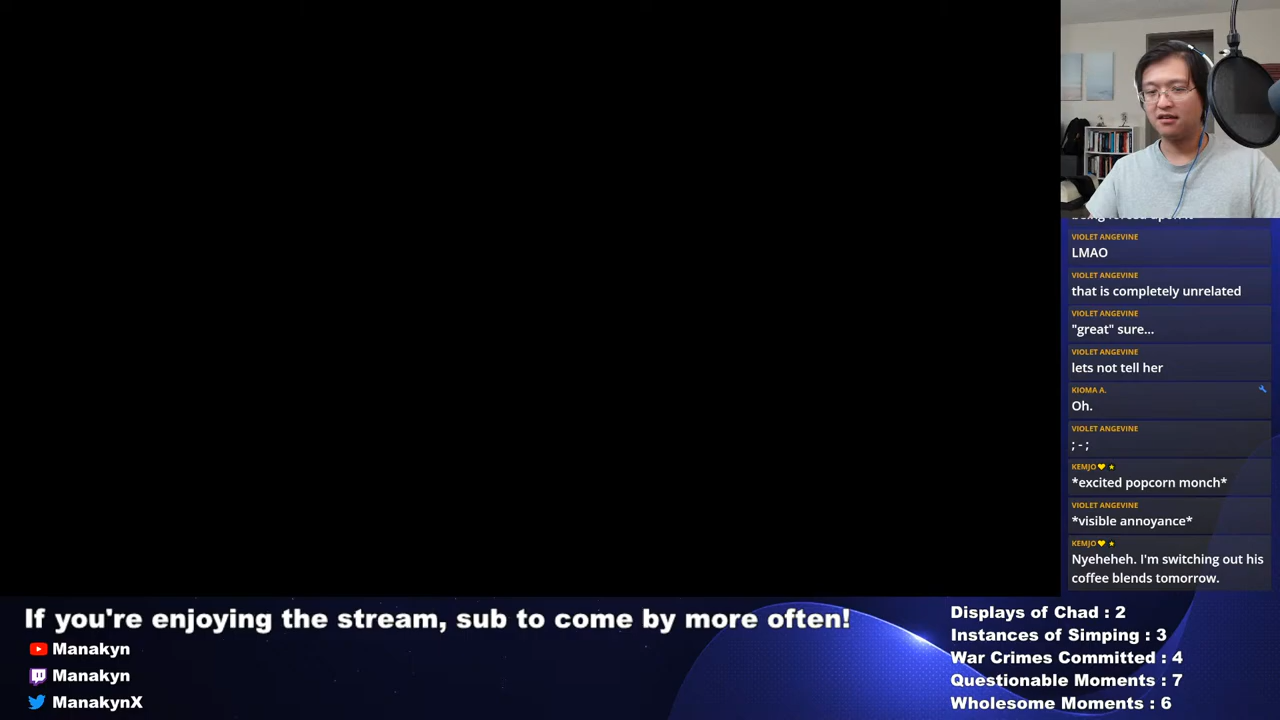 VIOLET ANGEVINE
LMAO
VIOLET ANGEVINE
that is completely unrelated
VIOLET ANGEVINE
"great" sure...
VIOLET ANGEVINE
lets not tell her
KIOMA A.
Oh.
VIOLET ANGEVINE
; - ;
KEMJO
*excited popcorn monch*
VIOLET ANGEVINE
*visible annoyance*
KEMJO
Nyeheheh. I'm switching out his
coffee blends tomorrow.
If you're enjoying the stream, sub to come by more often!
Manakyn
Manakyn
ManakynX
Displays of Chad : 2
Instances of Simping : 3
War Crimes Committed : 4
Questionable Moments : 7
Wholesome Moments : 6